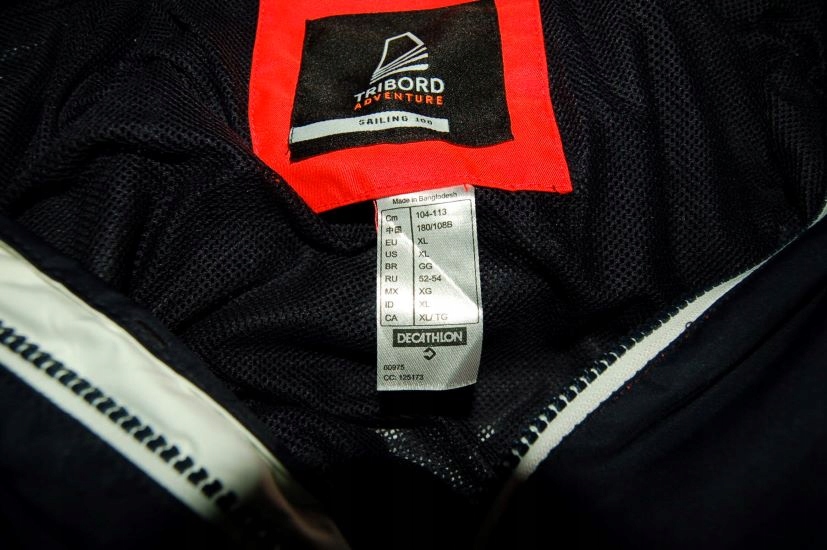 TRIBORD
ADVENTURE
SAILING 100
Made in Bangladesh
Cm 104-113
中国 180/108B
EU XL
US XL
BR GG
RU 52-54
MX XG
ID XL
CA XL/TG
DECATHLON
00975
CC: 125173